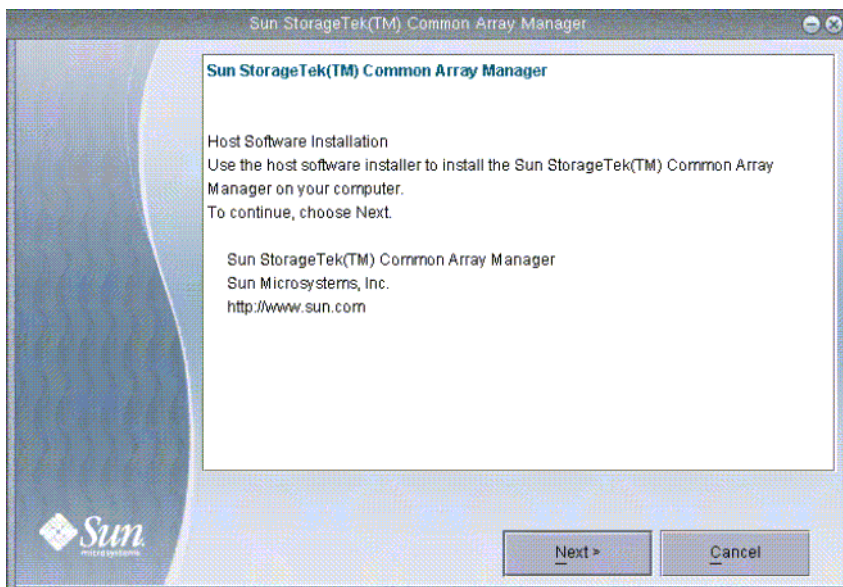 Sun StorageTek(TM) Common Array Manager
Sun StorageTek(TM) Common Array Manager
Host Software Installation
Use the host software installer to install the Sun StorageTek(TM) Common Array
Manager on your computer.
To continue, choose Next.
Sun StorageTek(TM) Common Array Manager
Sun Microsystems, Inc.
http://www.sun.com
Sun
microsystems
Next >
Cancel